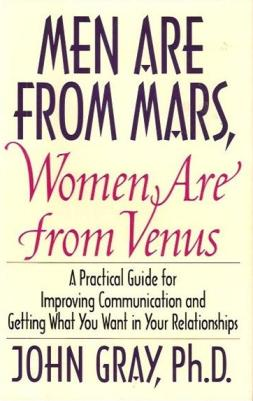 MEN ARE
FROM MARS,
Women Are
from Venus
A Practical Guide for
Improving Communication and
Getting What You Want in Your Relationships
JOHN GRAY, Ph.D.